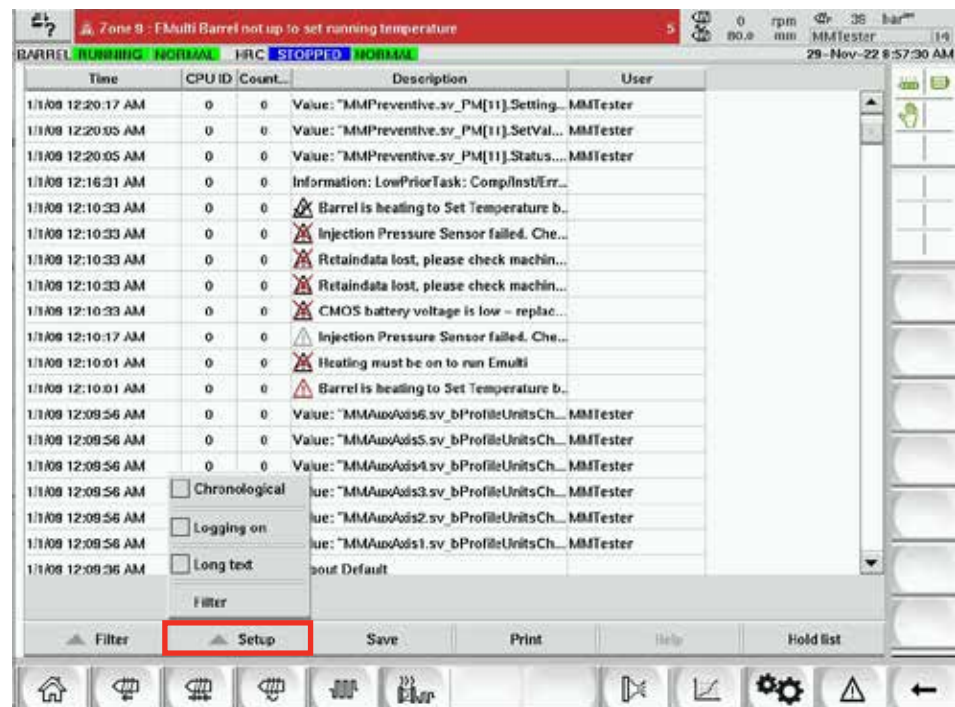 Zone 9 : EMulti Barrel not up to set running temperature 5 0 rpm 36 bar
80.0 mm MMTester 14
BARREL RUNNING NORMAL HRC STOPPED NORMAL 29-Nov-22 8:57:30 AM
Time CPU ID Count... Description User
1/1/08 12:20:17 AM 0 0 Value: "MMPreventive.sv_PM[11].Setting... MMTester
1/1/08 12:20:05 AM 0 0 Value: "MMPreventive.sv_PM[11].SetVal... MMTester
1/1/08 12:20:05 AM 0 0 Value: "MMPreventive.sv_PM[11].Status.... MMTester
1/1/08 12:16:31 AM 0 0 Information: LowPriorTask: Comp/Inst/Err...
1/1/08 12:10:33 AM 0 0 Barrel is heating to Set Temperature b...
1/1/08 12:10:33 AM 0 0 Injection Pressure Sensor failed. Che...
1/1/08 12:10:33 AM 0 0 Retaindata lost, please check machin...
1/1/08 12:10:33 AM 0 0 Retaindata lost, please check machin...
1/1/08 12:10:33 AM 0 0 CMOS battery voltage is low – replac...
1/1/08 12:10:17 AM 0 0 Injection Pressure Sensor failed. Che...
1/1/08 12:10:01 AM 0 0 Heating must be on to run Emulti
1/1/08 12:10:01 AM 0 0 Barrel is heating to Set Temperature b...
1/1/08 12:09:56 AM 0 0 Value: "MMAuxAxis6.sv_bProfileUnitsCh... MMTester
1/1/08 12:09:56 AM 0 0 Value: "MMAuxAxis5.sv_bProfileUnitsCh... MMTester
1/1/08 12:09:56 AM 0 0 Value: "MMAuxAxis4.sv_bProfileUnitsCh... MMTester
1/1/08 12:09:56 AM lue: "MMAuxAxis3.sv_bProfileUnitsCh... MMTester
1/1/08 12:09:56 AM lue: "MMAuxAxis2.sv_bProfileUnitsCh... MMTester
1/1/08 12:09:56 AM lue: "MMAuxAxis1.sv_bProfileUnitsCh... MMTester
1/1/08 12:09:36 AM bout Default
Chronological
Logging on
Long text
Filter
Filter Setup Save Print Help Hold list